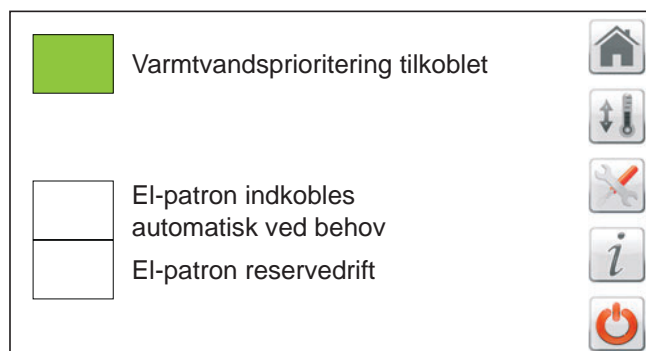 Varmtvandsprioritering tilkoblet
El-patron indkobles
automatisk ved behov
El-patron reservedrift
i